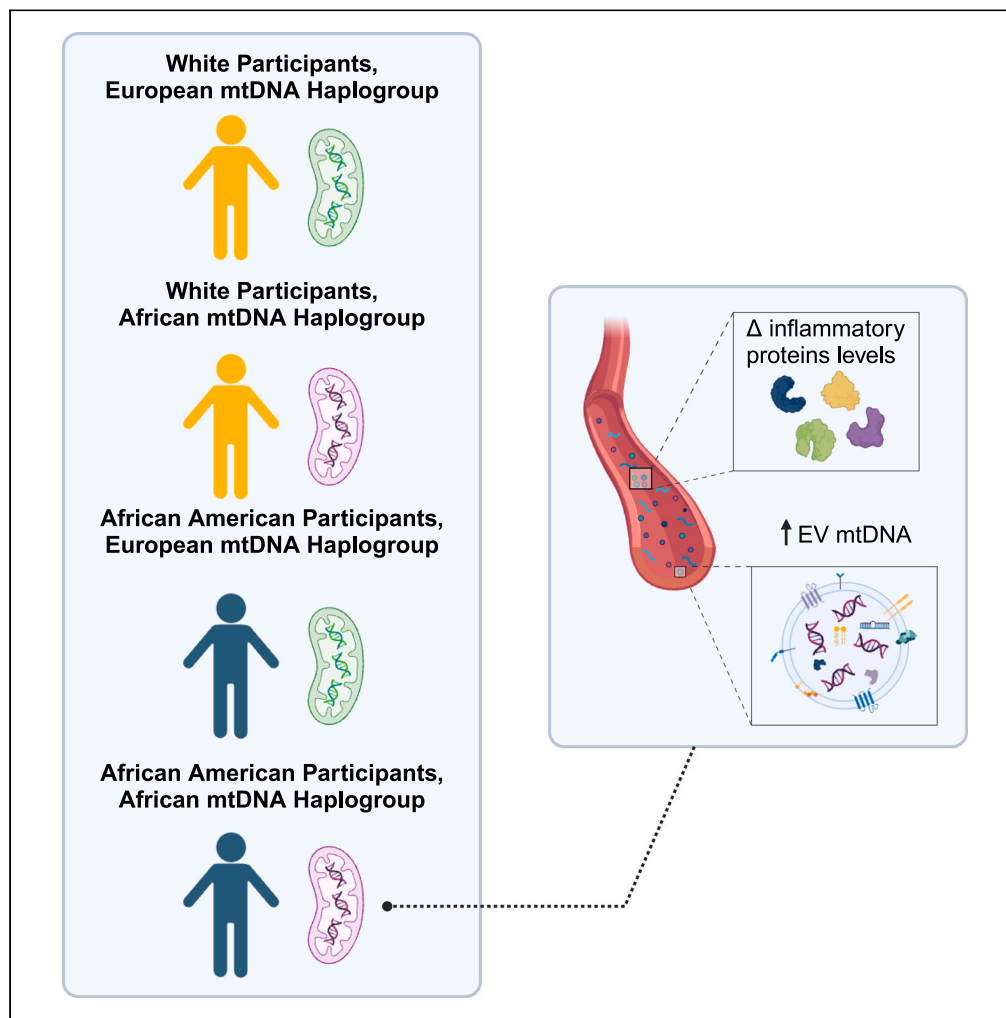 White Participants,
European mtDNA Haplogroup
White Participants,
African mtDNA Haplogroup
African American Participants,
European mtDNA Haplogroup
African American Participants,
African mtDNA Haplogroup
Δ inflammatory
proteins levels
↑ EV mtDNA